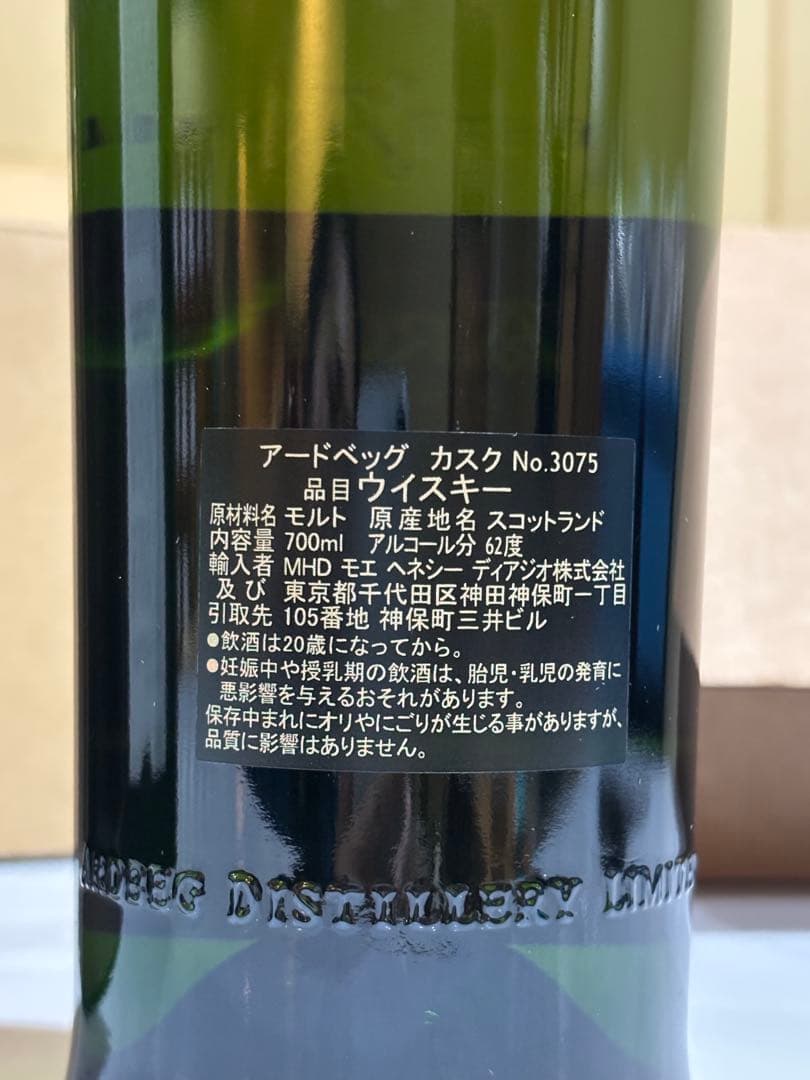 アードベッグ カスク No.3075
品目 ウイスキー
原材料名 モルト 原産地名 スコットランド
内容量 700ml アルコール分 62度
輸入者 MHD モエ ヘネシー ディアジオ株式会社
及び 東京都千代田区神田神保町一丁目
引取先 105番地 神保町三井ビル
●飲酒は20歳になってから。
●妊娠中や授乳期の飲酒は、胎児・乳児の発育に
悪影響を与えるおそれがあります。
保存中まれにオリやにごりが生じる事がありますが、
品質に影響はありません。
ARDBEG DISTILLERY LIMITE